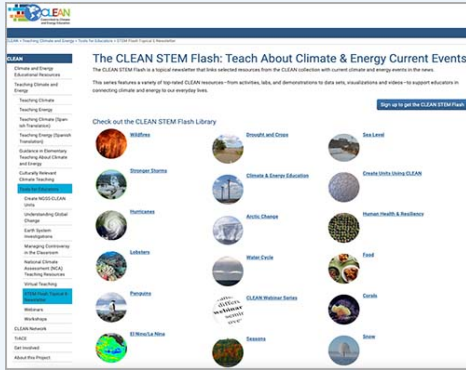 CLEAN
CLEAN > Teaching Climate and Energy > Tools for Educators > STEM Flash Topical E-Newsletter
CLEAN
Climate and Energy
Educational Resources
Teaching Climate and
Energy
Teaching Climate
Teaching Energy
Teaching Climate (Span-
ish Translation)
Teaching Energy (Spanish
Translation)
Guidance in Elementary
Teaching About Climate
and Energy
Culturally Relevant
Climate Teaching
Tools for Educators
Create NGSS-CLEAN
Units
Understanding Global
Change
Earth System
Investigations
Managing Controversy
in the Classroom
National Climate
Assessment (NCA)
Teaching Resources
Virtual Teaching
STEM Flash Topical E-
Newsletter
Webinars
Workshops
CLEAN Network
TIRCE
Get Involved
About this Project
The CLEAN STEM Flash: Teach About Climate & Energy Current Events
The CLEAN STEM Flash is a topical newsletter that links selected resources from the CLEAN collection with current climate and energy events in the news.
This series features a variety of top-rated CLEAN resources—from activities, labs, and demonstrations to data sets, visualizations and videos—to support educators in
connecting climate and energy to our everyday lives.
Sign up to get the CLEAN STEM Flash
Check out the CLEAN STEM Flash Library
Wildfires
Drought and Crops
Sea Level
Stronger Storms
Climate & Energy Education
Create Units Using CLEAN
Hurricanes
Arctic Change
Human Health & Resiliency
Lobsters
Water Cycle
Food
Penguins
CLEAN Webinar Series
Corals
El Nino/La Nina
Seasons
Snow